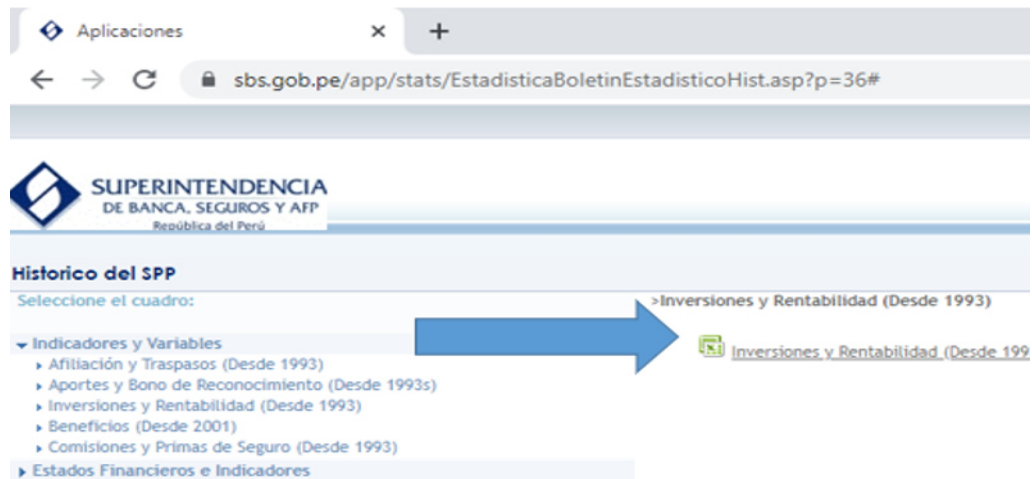 Aplicaciones
sbs.gob.pe/app/stats/EstadisticaBoletinEstadisticoHist.asp?p=36#
SUPERINTENDENCIA
DE BANCA, SEGUROS Y AFP
República del Perú
Historico del SPP
Seleccione el cuadro:
Indicadores y Variables
Afiliación y Traspasos (Desde 1993)
Aportes y Bono de Reconocimiento (Desde 1993s)
Inversiones y Rentabilidad (Desde 1993)
Beneficios (Desde 2001)
Comisiones y Primas de Seguro (Desde 1993)
Estados Financieros e Indicadores
>Inversiones y Rentabilidad (Desde 1993)
Inversiones y Rentabilidad (Desde 199